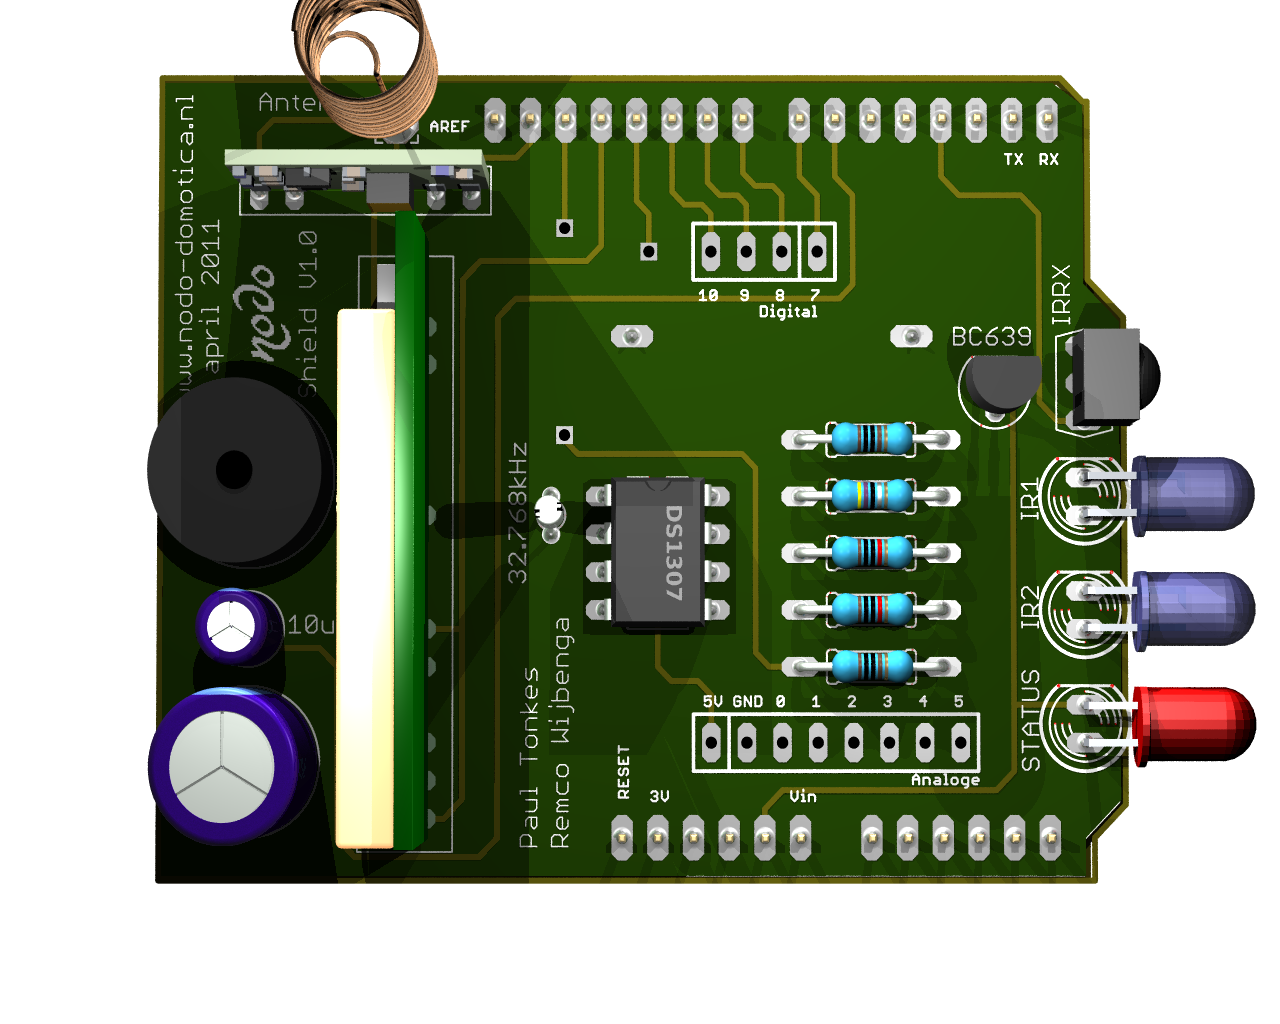 Anten
AREF
TX RX
www.nodo-domotica.nl
april 2011
nodo
Shield V1.0
10 9 8 7
Digital
IRRX
BC639
32.768kHz
DS1307
IR1
IR2
STATUS
10u
Paul Tonkes
Remco Wijbenga
5V GND 0 1 2 3 4 5
Analoge
RESET
3V
Vin